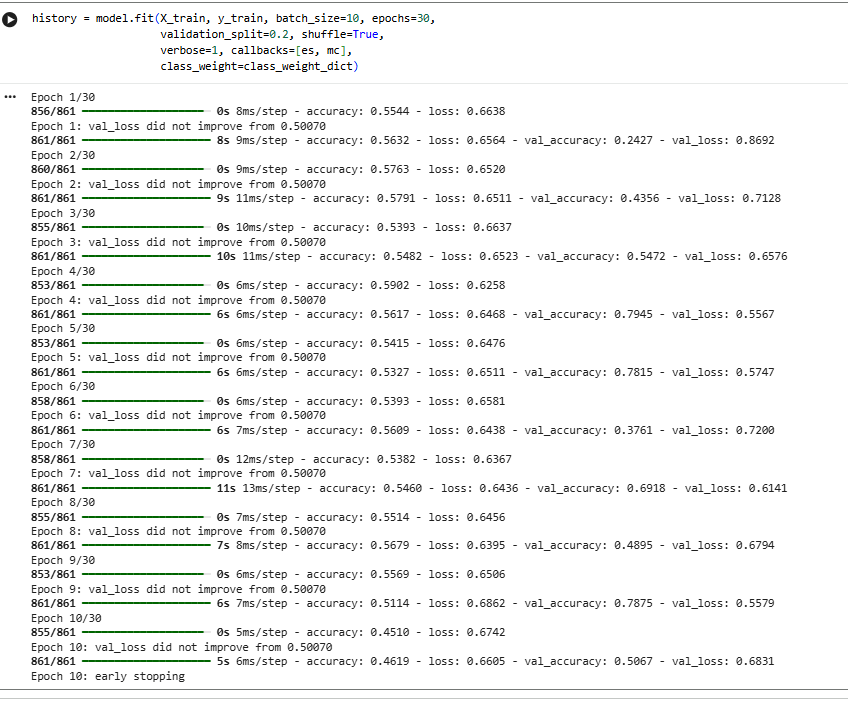 history = model.fit(X_train, y_train, batch_size=10, epochs=30,
validation_split=0.2, shuffle=True,
verbose=1, callbacks=[es, mc],
class_weight=class_weight_dict)
Epoch 1/30
856/861 ━━━━━━━━━━━━━━━━━━━━ 0s 8ms/step - accuracy: 0.5544 - loss: 0.6638
Epoch 1: val_loss did not improve from 0.50070
861/861 ━━━━━━━━━━━━━━━━━━━━ 8s 9ms/step - accuracy: 0.5632 - loss: 0.6564 - val_accuracy: 0.2427 - val_loss: 0.8692
Epoch 2/30
860/861 ━━━━━━━━━━━━━━━━━━━━ 0s 9ms/step - accuracy: 0.5763 - loss: 0.6520
Epoch 2: val_loss did not improve from 0.50070
861/861 ━━━━━━━━━━━━━━━━━━━━ 9s 11ms/step - accuracy: 0.5791 - loss: 0.6511 - val_accuracy: 0.4356 - val_loss: 0.7128
Epoch 3/30
855/861 ━━━━━━━━━━━━━━━━━━━━ 0s 10ms/step - accuracy: 0.5393 - loss: 0.6637
Epoch 3: val_loss did not improve from 0.50070
861/861 ━━━━━━━━━━━━━━━━━━━━ 10s 11ms/step - accuracy: 0.5482 - loss: 0.6523 - val_accuracy: 0.5472 - val_loss: 0.6576
Epoch 4/30
853/861 ━━━━━━━━━━━━━━━━━━━━ 0s 6ms/step - accuracy: 0.5902 - loss: 0.6258
Epoch 4: val_loss did not improve from 0.50070
861/861 ━━━━━━━━━━━━━━━━━━━━ 6s 6ms/step - accuracy: 0.5617 - loss: 0.6468 - val_accuracy: 0.7945 - val_loss: 0.5567
Epoch 5/30
853/861 ━━━━━━━━━━━━━━━━━━━━ 0s 6ms/step - accuracy: 0.5415 - loss: 0.6476
Epoch 5: val_loss did not improve from 0.50070
861/861 ━━━━━━━━━━━━━━━━━━━━ 6s 6ms/step - accuracy: 0.5327 - loss: 0.6511 - val_accuracy: 0.7815 - val_loss: 0.5747
Epoch 6/30
858/861 ━━━━━━━━━━━━━━━━━━━━ 0s 6ms/step - accuracy: 0.5393 - loss: 0.6581
Epoch 6: val_loss did not improve from 0.50070
861/861 ━━━━━━━━━━━━━━━━━━━━ 6s 7ms/step - accuracy: 0.5609 - loss: 0.6438 - val_accuracy: 0.3761 - val_loss: 0.7200
Epoch 7/30
858/861 ━━━━━━━━━━━━━━━━━━━━ 0s 12ms/step - accuracy: 0.5382 - loss: 0.6367
Epoch 7: val_loss did not improve from 0.50070
861/861 ━━━━━━━━━━━━━━━━━━━━ 11s 13ms/step - accuracy: 0.5460 - loss: 0.6436 - val_accuracy: 0.6918 - val_loss: 0.6141
Epoch 8/30
855/861 ━━━━━━━━━━━━━━━━━━━━ 0s 7ms/step - accuracy: 0.5514 - loss: 0.6456
Epoch 8: val_loss did not improve from 0.50070
861/861 ━━━━━━━━━━━━━━━━━━━━ 7s 8ms/step - accuracy: 0.5679 - loss: 0.6395 - val_accuracy: 0.4895 - val_loss: 0.6794
Epoch 9/30
853/861 ━━━━━━━━━━━━━━━━━━━━ 0s 6ms/step - accuracy: 0.5569 - loss: 0.6506
Epoch 9: val_loss did not improve from 0.50070
861/861 ━━━━━━━━━━━━━━━━━━━━ 6s 7ms/step - accuracy: 0.5114 - loss: 0.6862 - val_accuracy: 0.7875 - val_loss: 0.5579
Epoch 10/30
855/861 ━━━━━━━━━━━━━━━━━━━━ 0s 5ms/step - accuracy: 0.4510 - loss: 0.6742
Epoch 10: val_loss did not improve from 0.50070
861/861 ━━━━━━━━━━━━━━━━━━━━ 5s 6ms/step - accuracy: 0.4619 - loss: 0.6605 - val_accuracy: 0.5067 - val_loss: 0.6831
Epoch 10: early stopping